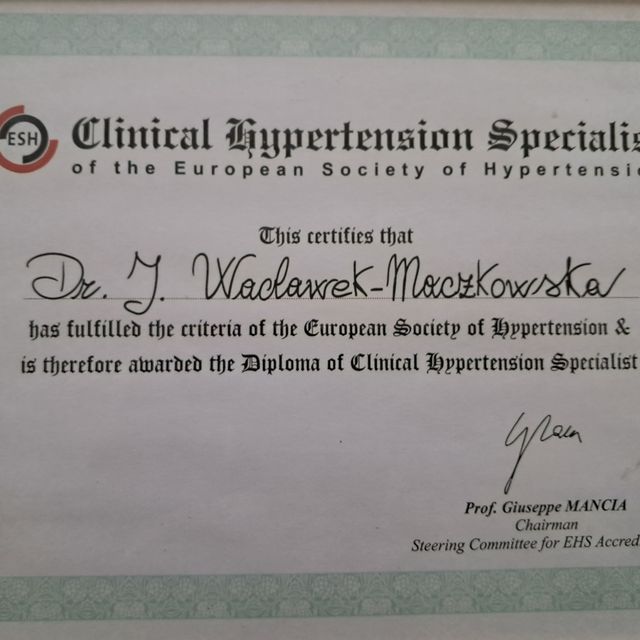 ESH
Clinical Hypertension Specialis
of the European Society of Hypertensio
This certifies that
Dr. J. Wacławek-Maczkowska
has fulfilled the criteria of the European Society of Hypertension &
is therefore awarded the Diploma of Clinical Hypertension Specialist
Prof. Giuseppe MANCIA
Chairman
Steering Committee for EHS Accred